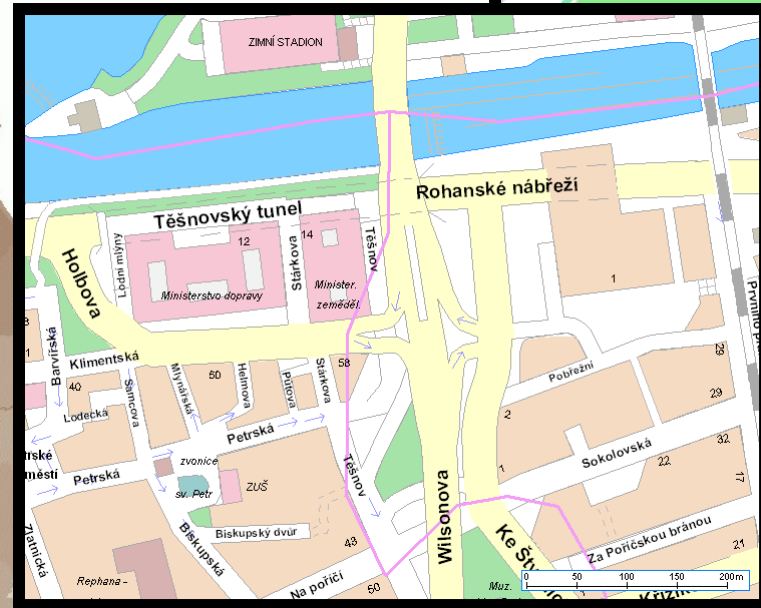 ZIMNÍ STADION
Rohanské nábřeží
Těšnovský tunel
Holbova
Lodní mlýny
12
Stárkova
14
Těšnov
Ministerstvo dopravy
Minister.
zeměděl.
1
Barvířská
Klimentská
50
58
29
40
Samcova
Mlynářská
Helmova
Půtova
Stárkova
Pobřežní
29
Lodecká
2
Petrská
Petrská
zvonice
Těšnov
1
Sokolovská
22
32
17
sv. Petr
ZUŠ
Wilsonova
Zlatnická
Biskupská
Biskupský dvůr
43
Za Poříčskou bránou
21
Rephana -
Na poříčí
50
Muz.
0 50 100 150 200m